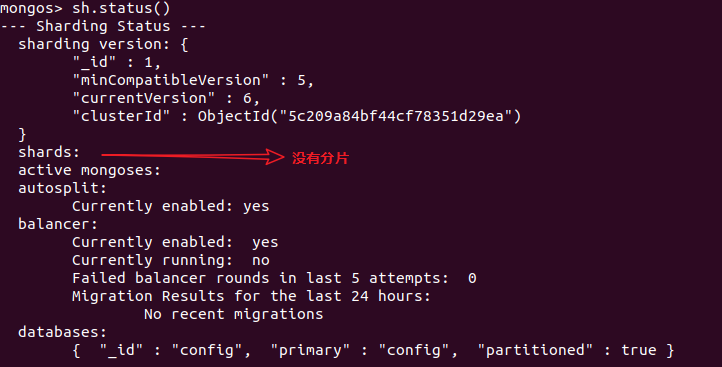 mongos> sh.status()
--- Sharding Status ---
  sharding version: {
        "_id" : 1,
        "minCompatibleVersion" : 5,
        "currentVersion" : 6,
        "clusterId" : ObjectId("5c209a84bf44cf78351d29ea")
  }
  shards: 没有分片
  active mongoses:
  autosplit:
        Currently enabled: yes
  balancer:
        Currently enabled:  yes
        Currently running:  no
        Failed balancer rounds in last 5 attempts:  0
        Migration Results for the last 24 hours:
                No recent migrations
  databases:
        {  "_id" : "config",  "primary" : "config",  "partitioned" : true }